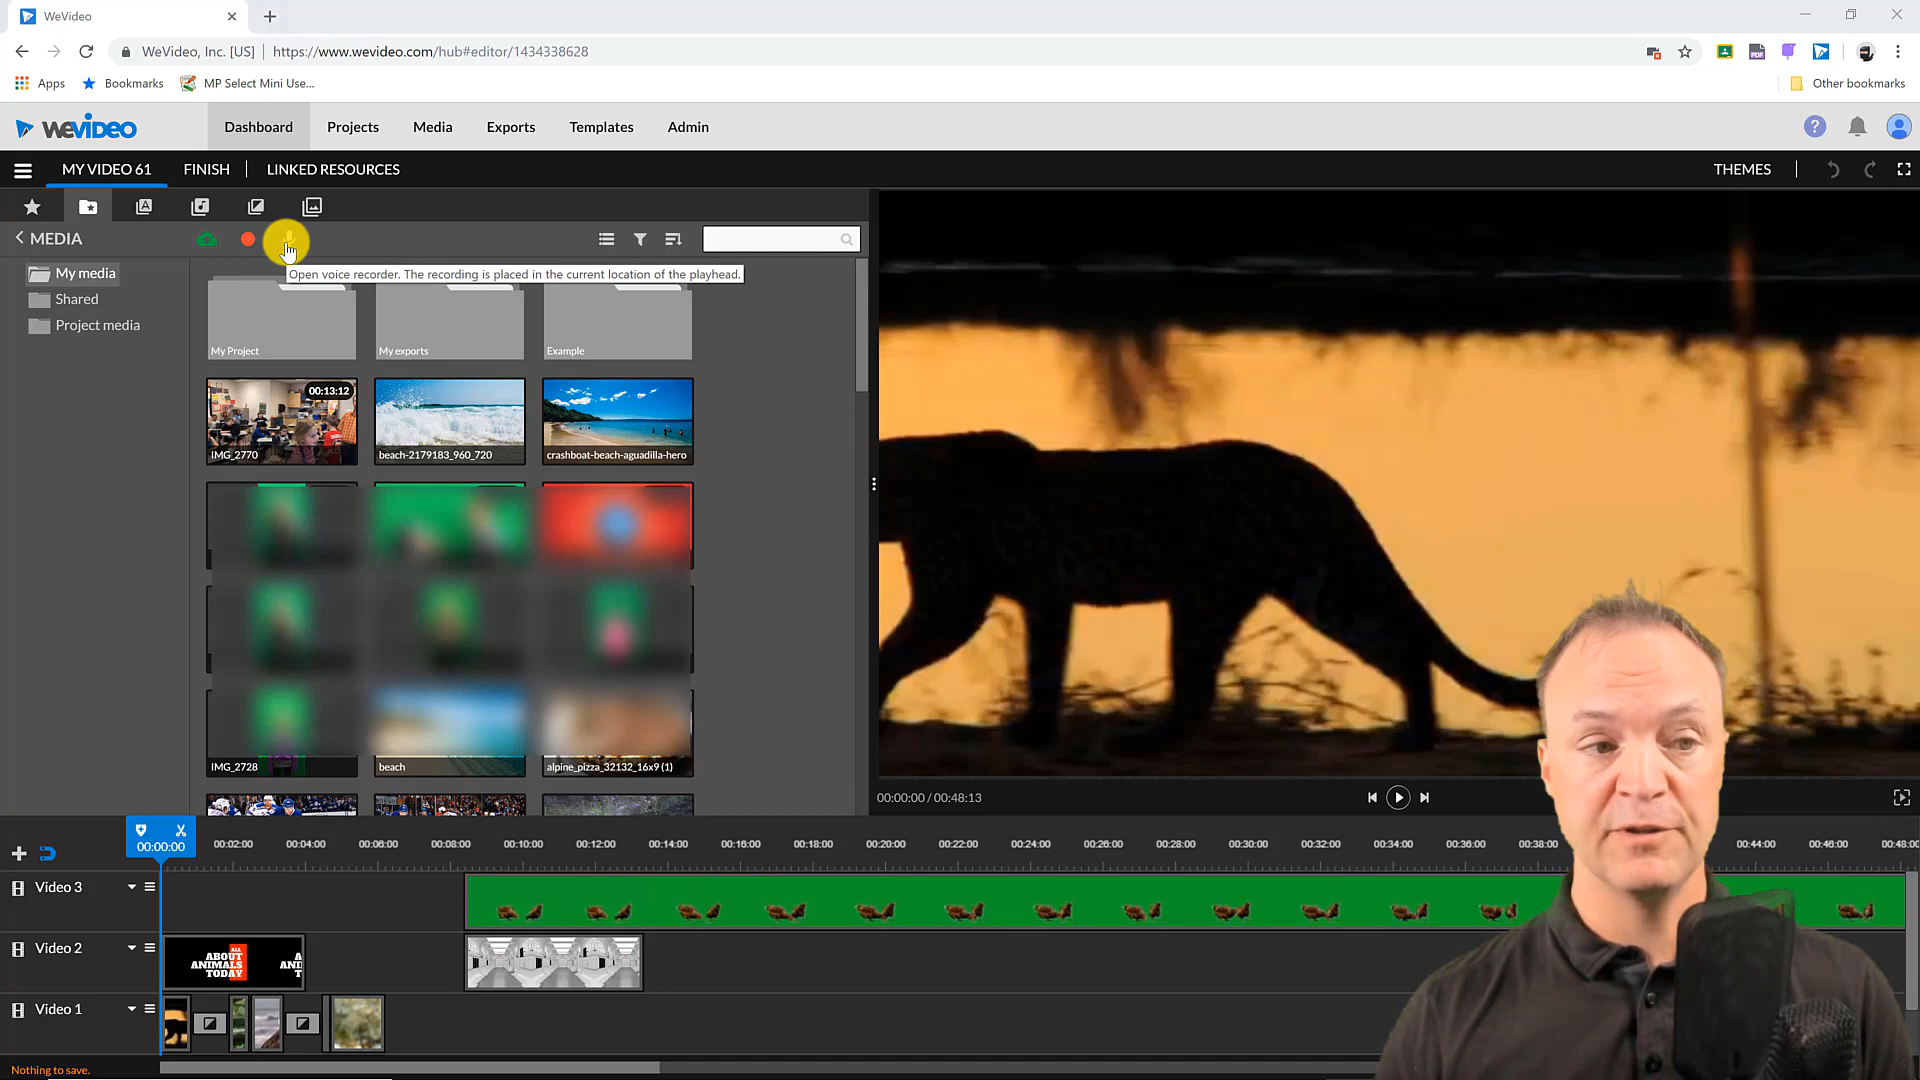 WeVideo
WeVideo, Inc. [US]
https://www.wevideo.com/hub#editor/1434338628
Apps
Bookmarks
MP Select Mini Use...
Other bookmarks
WEVIDEO
Dashboard
Projects
Media
Exports
Templates
Admin
MY VIDEO 61
FINISH
LINKED RESOURCES
THEMES
MEDIA
Open voice recorder. The recording is placed in the current location of the playhead.
My media
Shared
Project media
My Project
My exports
Example
00:13:12
IMG_2770
beach-2179183_960_720
crashboat-beach-aguadilla-hero
IMG_2728
beach
alpine_pizza_32132_16x9 (1)
00:00:00 / 00:48:13
00:00:00
00:02:00
00:04:00
00:06:00
00:08:00
00:10:00
00:12:00
00:14:00
00:16:00
00:18:00
00:20:00
00:22:00
00:24:00
00:26:00
00:28:00
00:30:00
00:32:00
00:34:00
00:36:00
00:38:00
00:44:00
00:46:00
00:48:0
Video 3
Video 2
ALL
ABOUT
ANIMALS
TODAY
A
ANI
T
Video 1
Nothing to save.